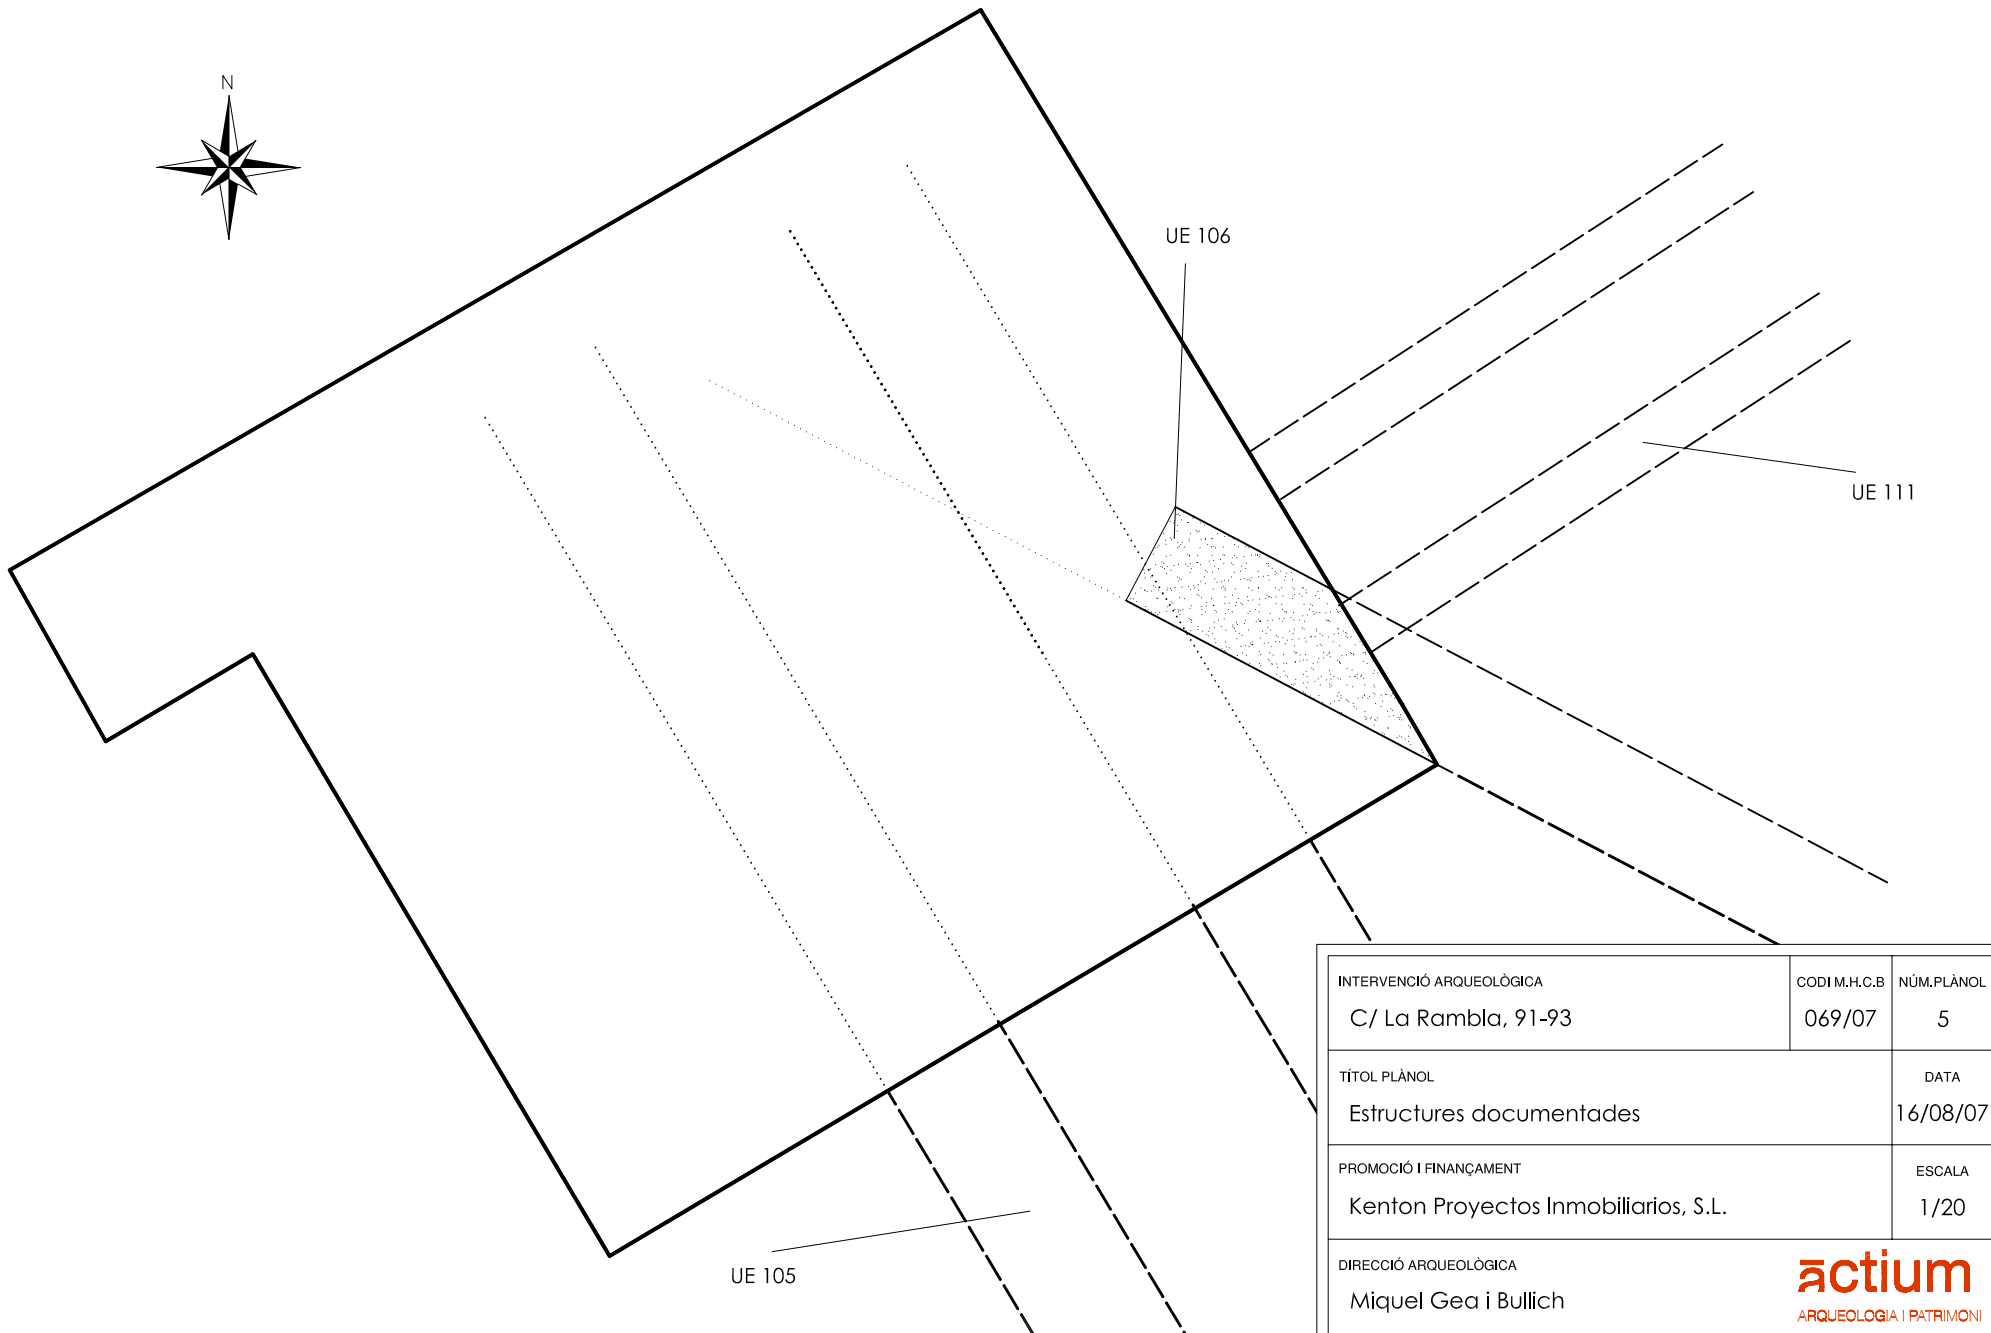 N
UE 106
UE 111
UE 105
INTERVENCIÓ ARQUEOLÒGICA
C/ La Rambla, 91-93
CODI M.H.C.B
069/07
NÚM.PLÀNOL
5
TÍTOL PLÀNOL
Estructures documentades
DATA
16/08/07
PROMOCIÓ I FINANÇAMENT
Kenton Proyectos Inmobiliarios, S.L.
ESCALA
1/20
DIRECCIÓ ARQUEOLÒGICA
Miquel Gea i Bullich
actium
ARQUEOLOGIA I PATRIMONI